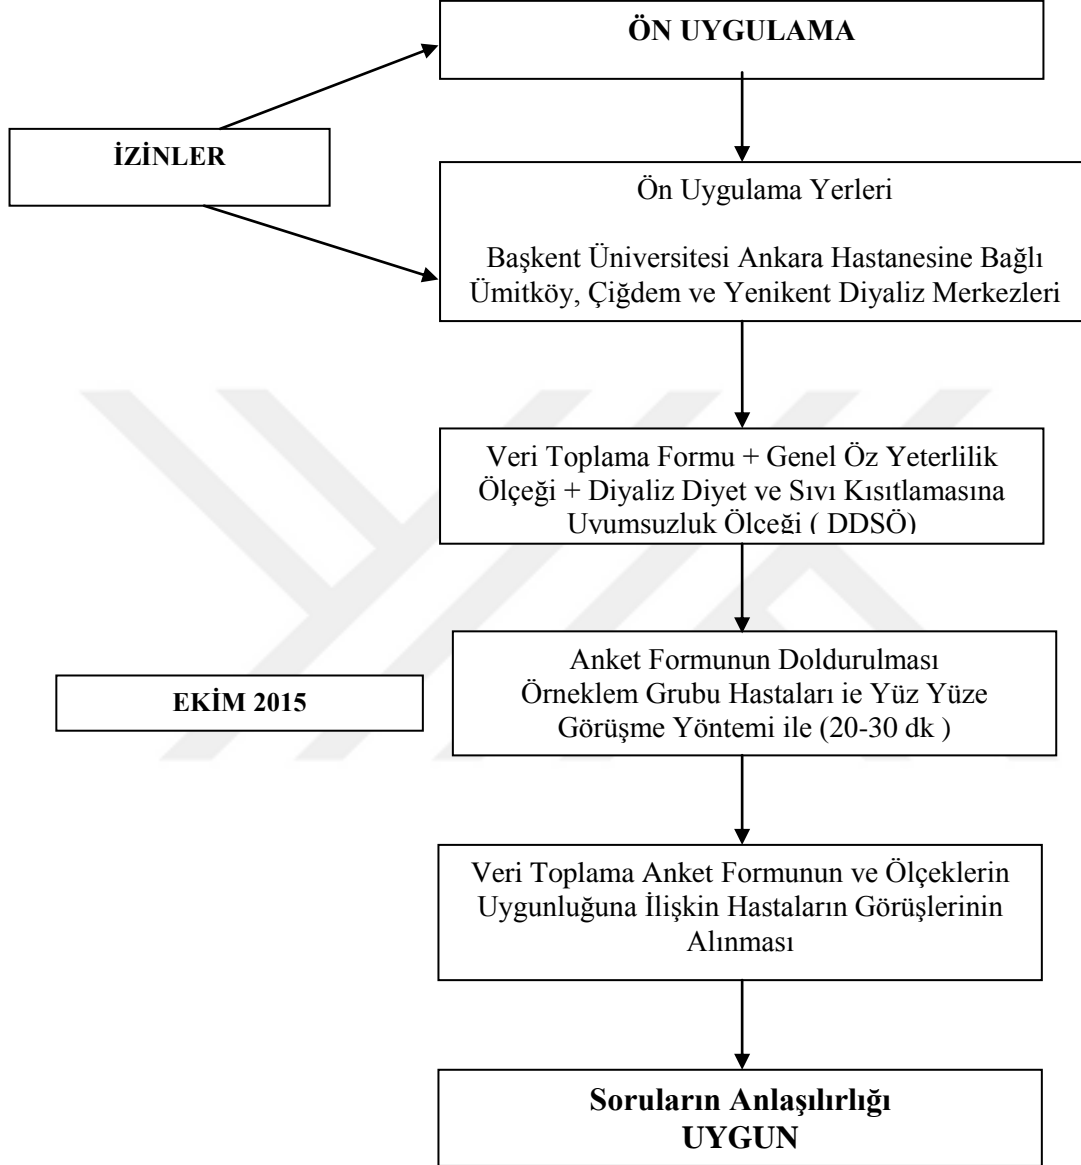 ÖN UYGULAMA
İZİNLER
Ön Uygulama Yerleri
Başkent Üniversitesi Ankara Hastanesine Bağlı
Ümitköy, Çiğdem ve Yenikent Diyaliz Merkezleri
Veri Toplama Formu + Genel Öz Yeterlilik
Ölçeği + Diyaliz Diyet ve Sıvı Kısıtlamasına
Uyumsuzluk Ölçeği ( DDSÖ)
Anket Formunun Doldurulması
Örneklem Grubu Hastaları ie Yüz Yüze
Görüşme Yöntemi ile (20-30 dk )
EKİM 2015
Veri Toplama Anket Formunun ve Ölçeklerin
Uygunluğuna İlişkin Hastaların Görüşlerinin
Alınması
Soruların Anlaşılırlığı
UYGUN